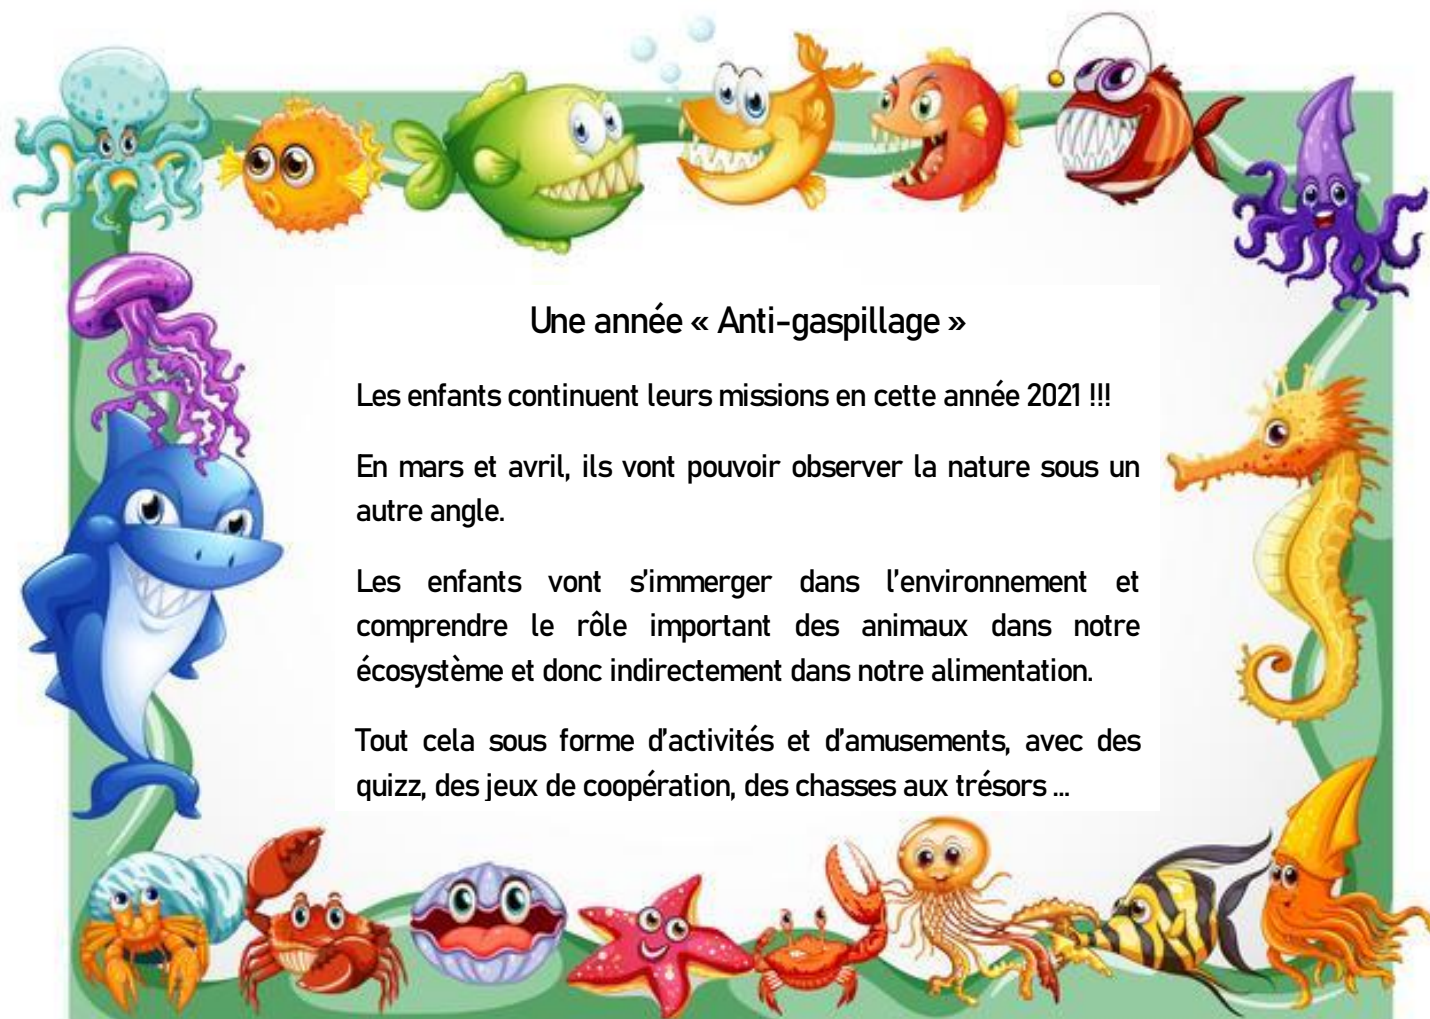 Une année « Anti-gaspillage »
Les enfants continuent leurs missions en cette année 2021 !!!
En mars et avril, ils vont pouvoir observer la nature sous un
autre angle.
Les enfants vont s'immerger dans l'environnement et
comprendre le rôle important des animaux dans notre
écosystème et donc indirectement dans notre alimentation.
Tout cela sous forme d'activités et d'amusements, avec des
quizz, des jeux de coopération, des chasses aux trésors ...